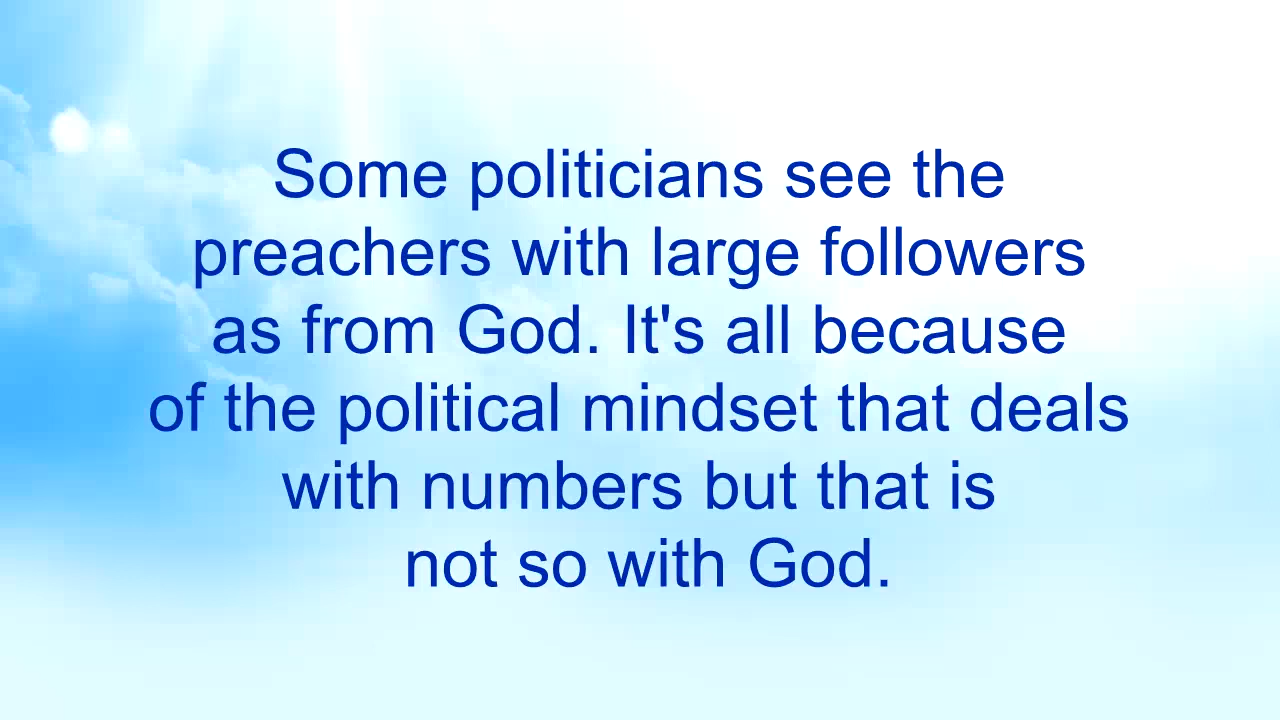 Some politicians see the
preachers with large followers
as from God. It's all because
of the political mindset that deals
with numbers but that is
not so with God.